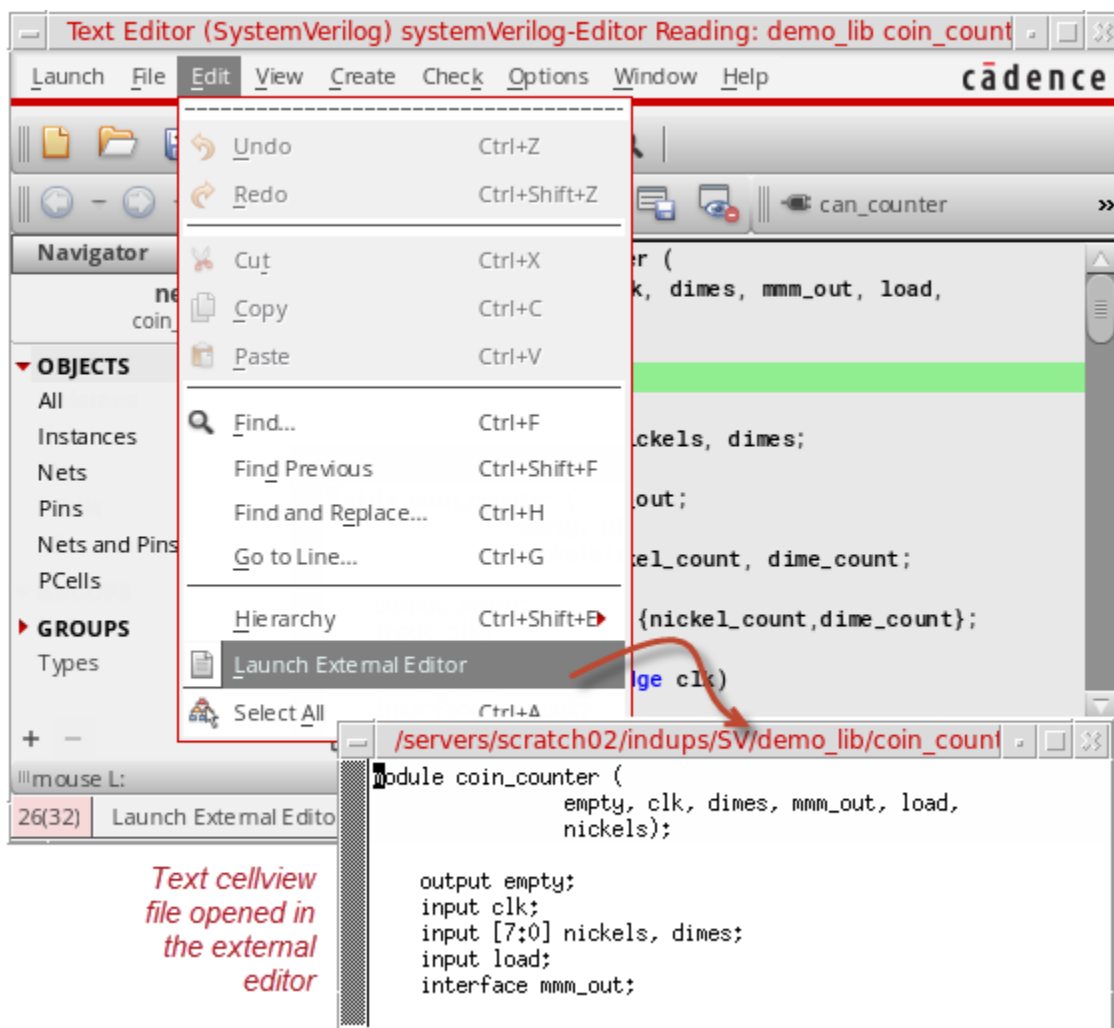 Text Editor (SystemVerilog) systemVerilog-Editor Reading: demo_lib coin_count
Launch File Edit View Create Check Options Window Help cādence
Undo Ctrl+Z
Redo Ctrl+Shift+Z
can_counter
»
Navigator
Cut Ctrl+X
Copy Ctrl+C
Paste Ctrl+V
Find... Ctrl+F
Find Previous Ctrl+Shift+F
Find and Replace... Ctrl+H
Go to Line... Ctrl+G
Hierarchy Ctrl+Shift+E
Launch External Editor
Select All Ctrl+A
ne
coin_
OBJECTS
All
Instances
Nets
Pins
Nets and Pins
PCells
GROUPS
Types
er (
k, dimes, mmm_out, load,
ickels, dimes;
_out;
kel_count, dime_count;
{nickel_count,dime_count};
dge clk)
mouse L:
26(32) Launch External Edito
/servers/scratch02/indups/SV/demo_lib/coin_count
module coin_counter (
empty, clk, dimes, mmm_out, load,
nickels);
output empty;
input clk;
input [7:0] nickels, dimes;
input load;
interface mmm_out;
Text cellview
file opened in
the external
editor